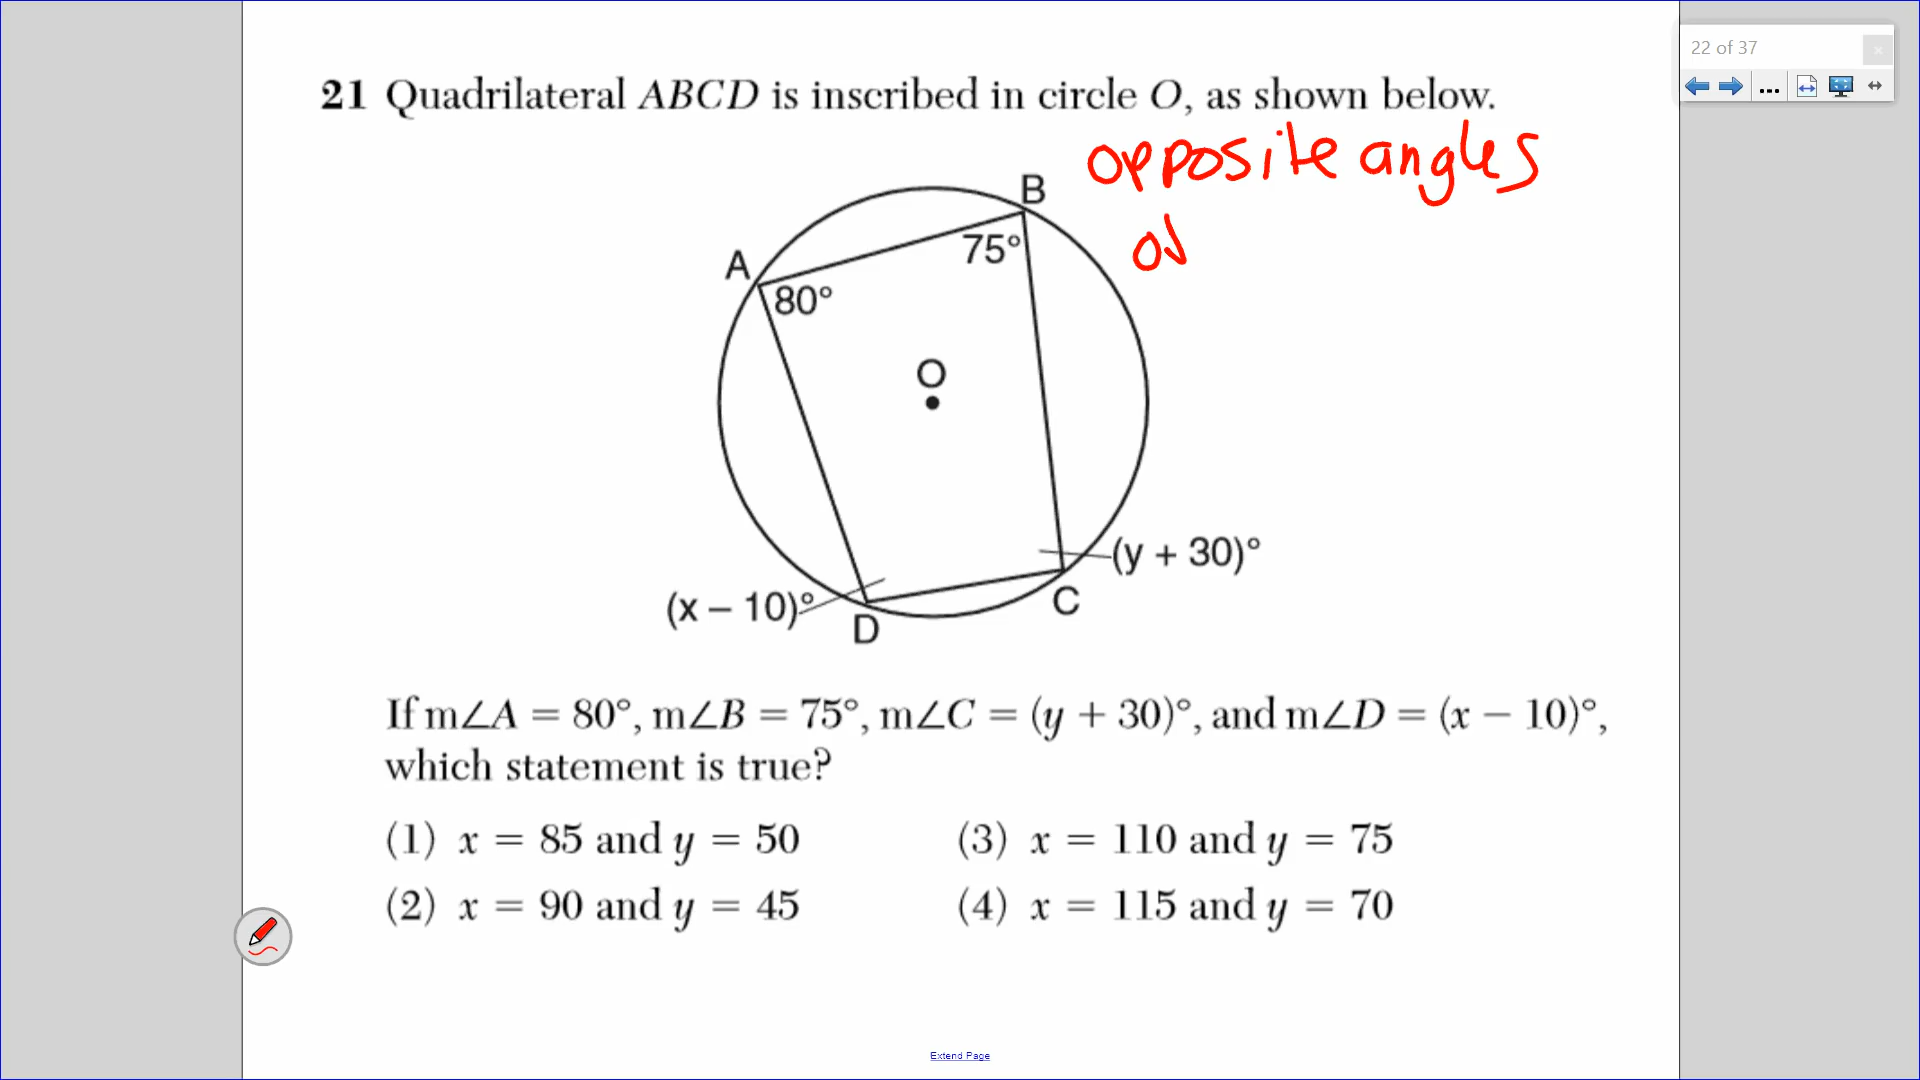 22 of 37
21 Quadrilateral ABCD is inscribed in circle O, as shown below.
opposite angles
B
75°
A
80°
O
(y + 30)°
(x – 10)°
C
D
If m∠A = 80°, m∠B = 75°, m∠C = (y + 30)°, and m∠D = (x − 10)°,
which statement is true?
(1) x = 85 and y = 50
(3) x = 110 and y = 75
(2) x = 90 and y = 45
(4) x = 115 and y = 70
Extend Page